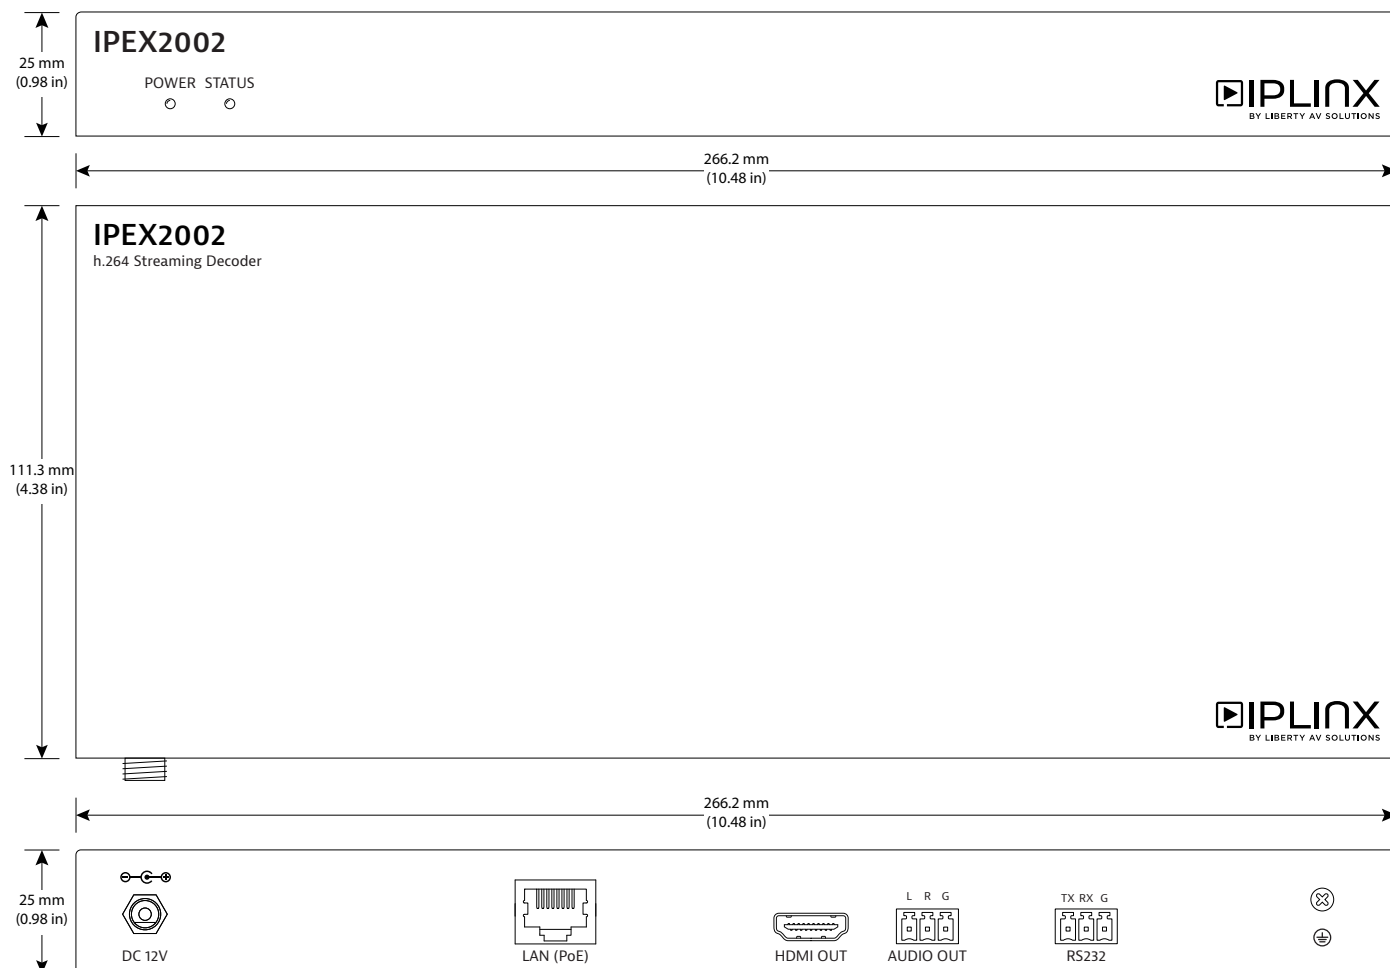 IPEX2002
25 mm
(0.98 in)
POWER STATUS
IPLINX
BY LIBERTY AV SOLUTIONS
266.2 mm
(10.48 in)
IPEX2002
h.264 Streaming Decoder
111.3 mm
(4.38 in)
IPLINX
BY LIBERTY AV SOLUTIONS
266.2 mm
(10.48 in)
25 mm
(0.98 in)
L R G
TX RX G
DC 12V
LAN (PoE)
HDMI OUT
AUDIO OUT
RS232